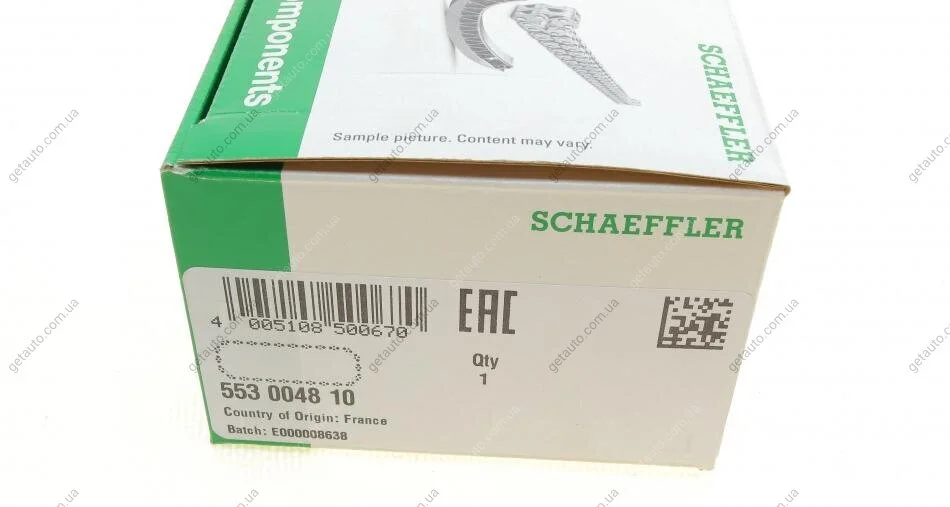 omponents
Sample picture. Content may vary.
SCHAEFFLER
SCHAEFFLER
4 005108 500670
EAC
Qty
1
553 0048 10
Country of Origin: France
Batch: E000008638
getauto.com.ua